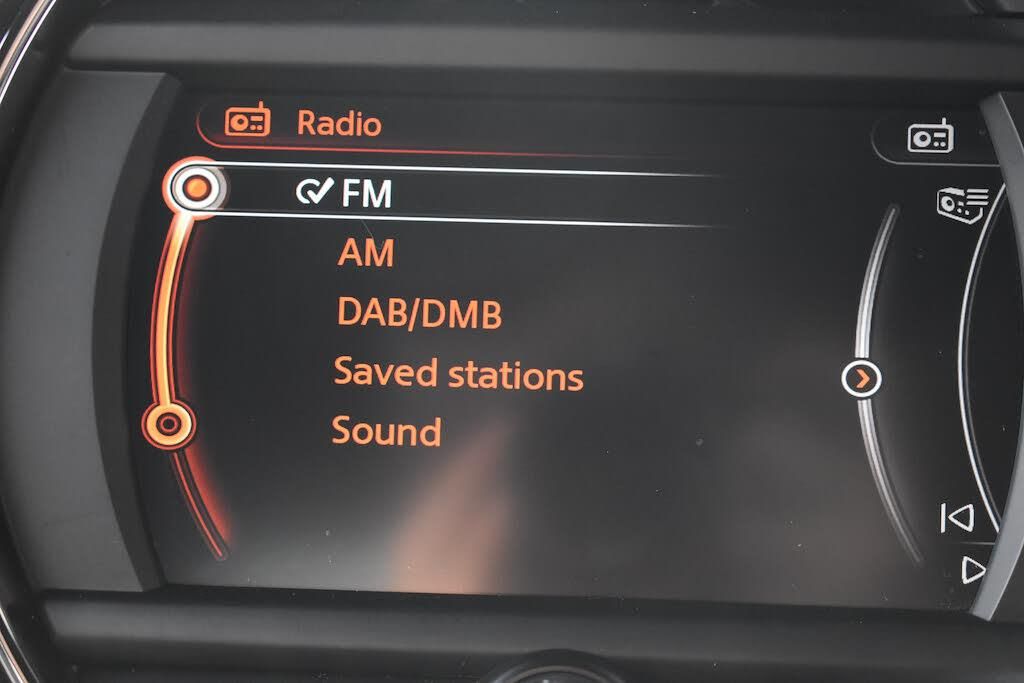 Radio
FM
AM
DAB/DMB
Saved stations
Sound